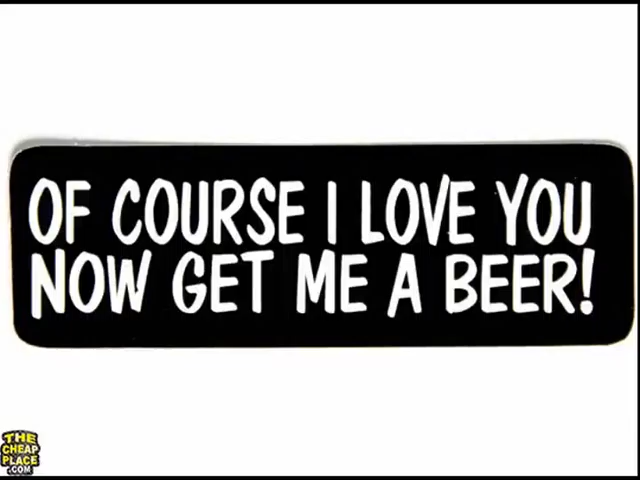 OF COURSE I LOVE YOU
NOW GET ME A BEER!
THE
CHEAP
PLACE
.COM